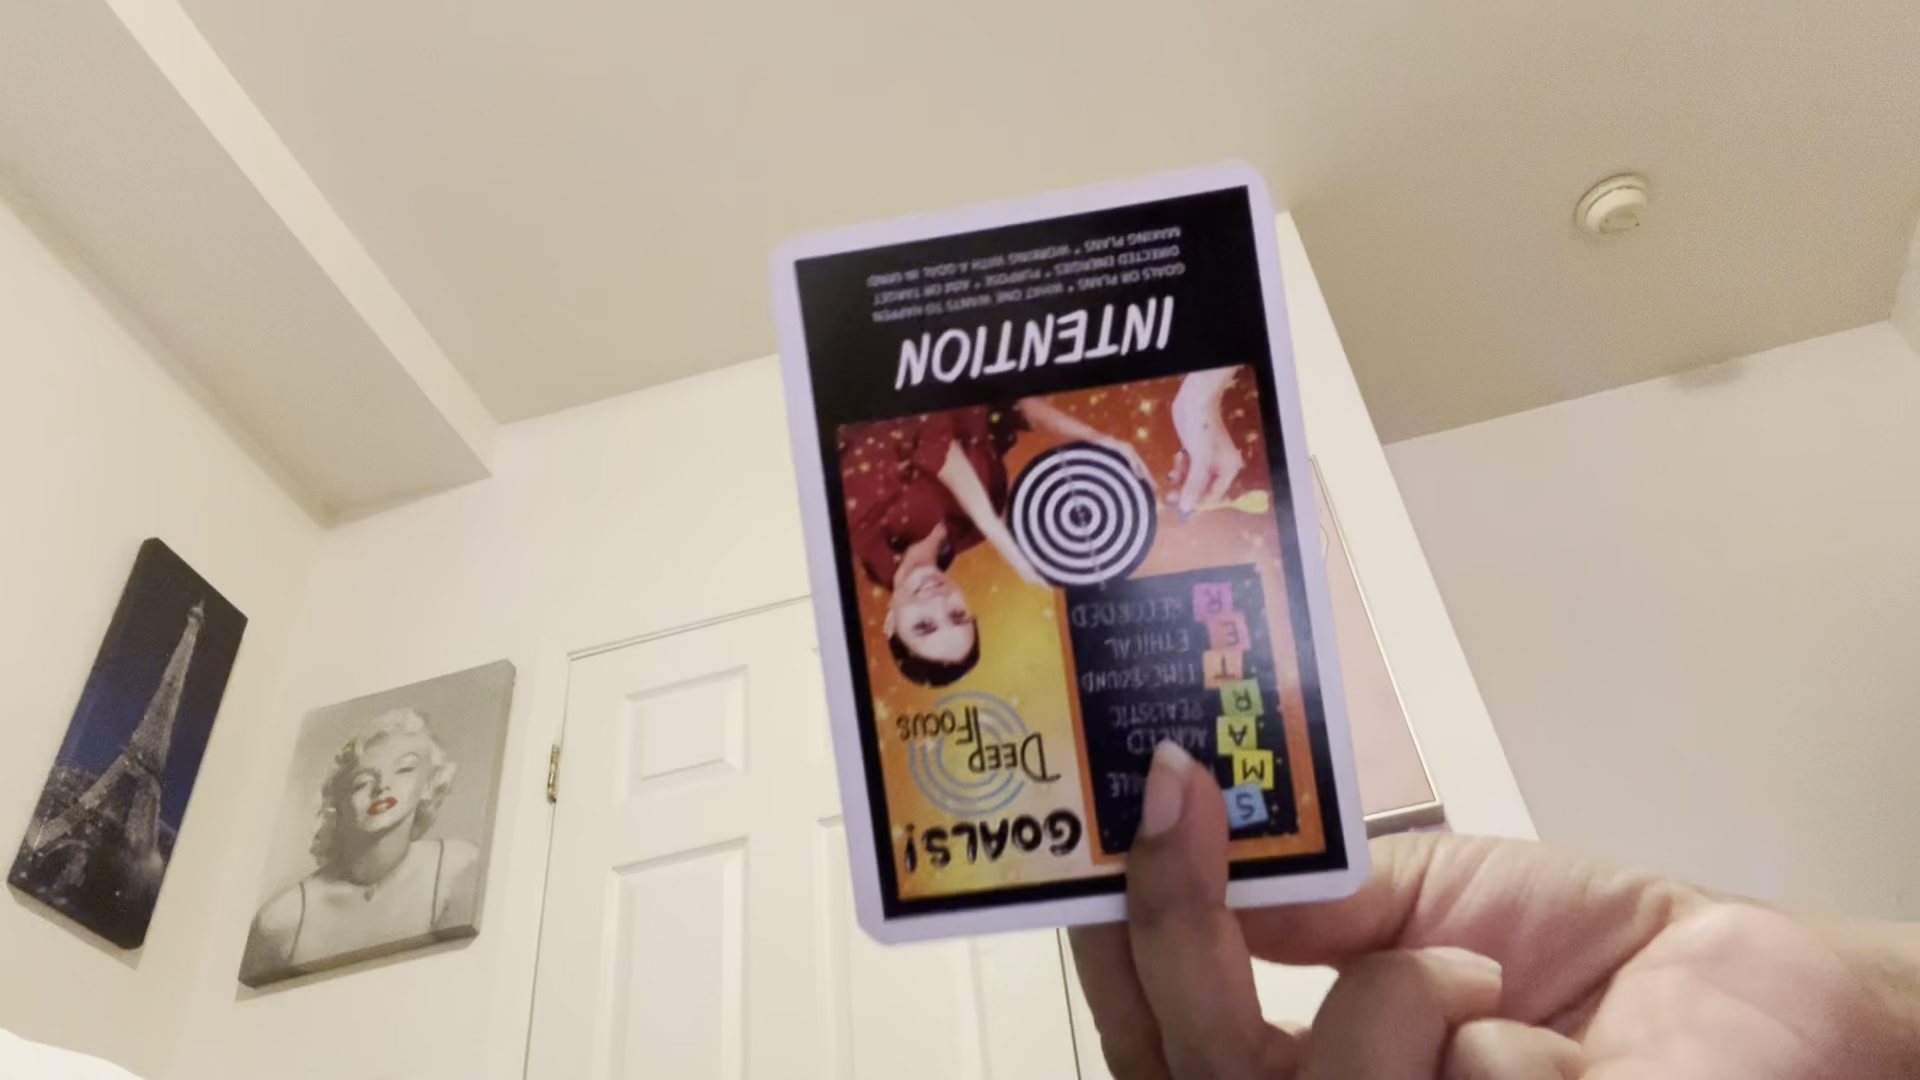 S
M
A AGREED
R REALISTIC
T TIME-BOUND
E ETHICAL
R RECORDED
GOALS!
DEEP
FOCUS
INTENTION
GOALS OR PLANS * WHAT ONE WANTS TO HAPPEN
DIRECTED ENERGIES * PURPOSE * AIM OR TARGET
MAKING PLANS * WORKING WITH A GOAL IN MIND